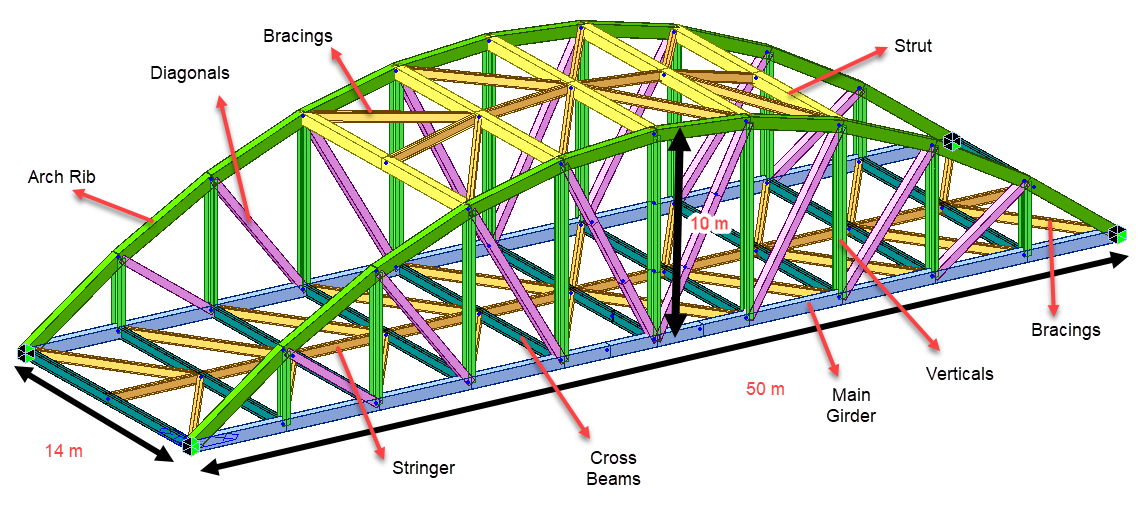 Bracings
Strut
Diagonals
Arch Rib
10 m
Bracings
Verticals
50 m
Main
Girder
14 m
Stringer
Cross
Beams